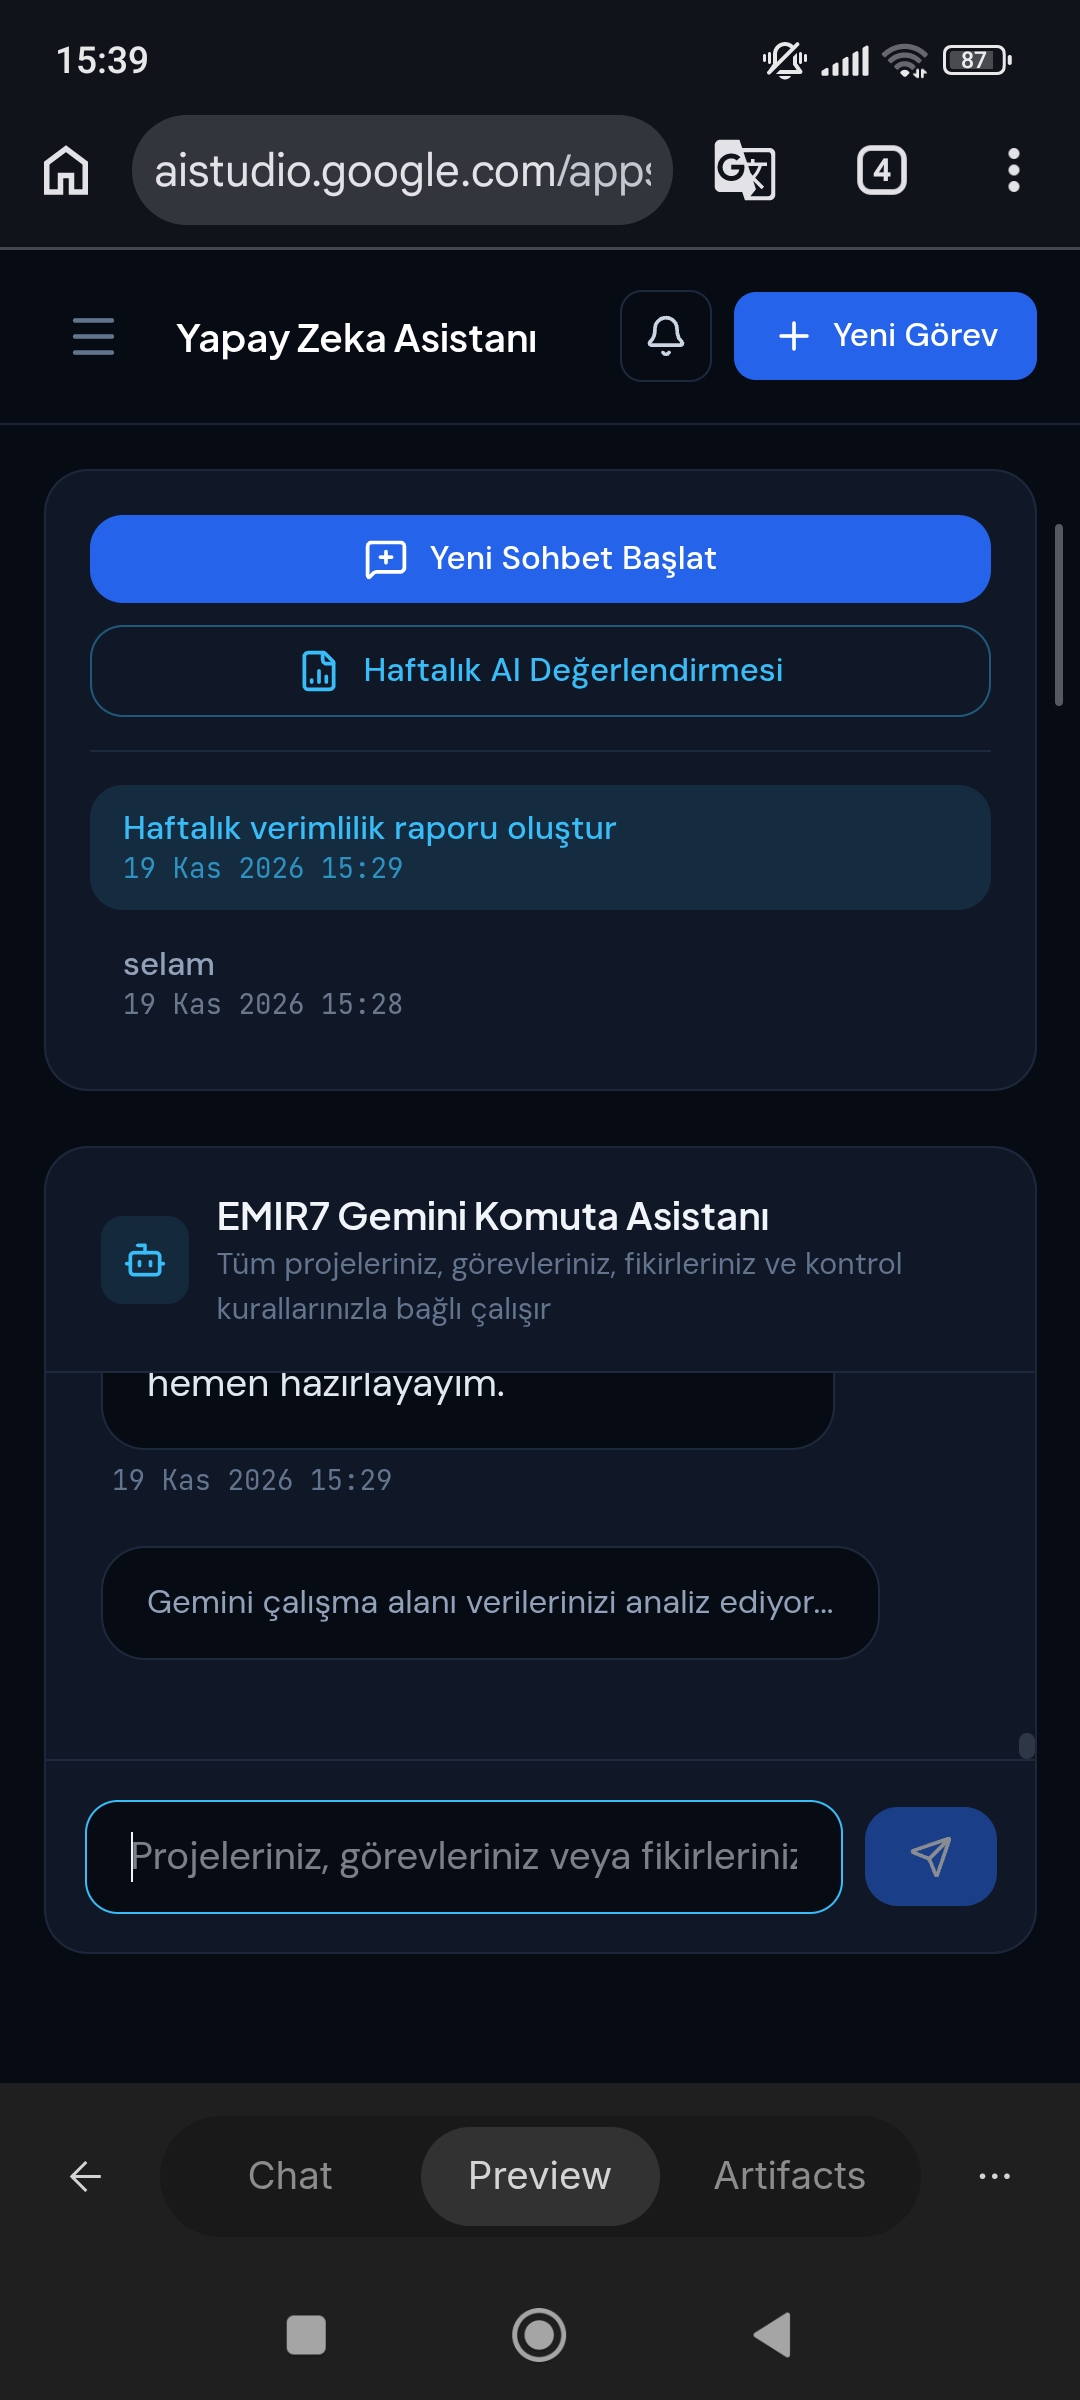 15:39
87
aistudio.google.com/apps
4
Yapay Zeka Asistanı
Yeni Görev
Yeni Sohbet Başlat
Haftalık AI Değerlendirmesi
Haftalık verimlilik raporu oluştur
19 Kas 2026 15:29
selam
19 Kas 2026 15:28
EMIR7 Gemini Komuta Asistanı
Tüm projeleriniz, görevleriniz, fikirleriniz ve kontrol
kurallarınızla bağlı çalışır
hemen hazırlayayım.
19 Kas 2026 15:29
Gemini çalışma alanı verilerinizi analiz ediyor...
Projeleriniz, görevleriniz veya fikirleriniz
Chat
Preview
Artifacts